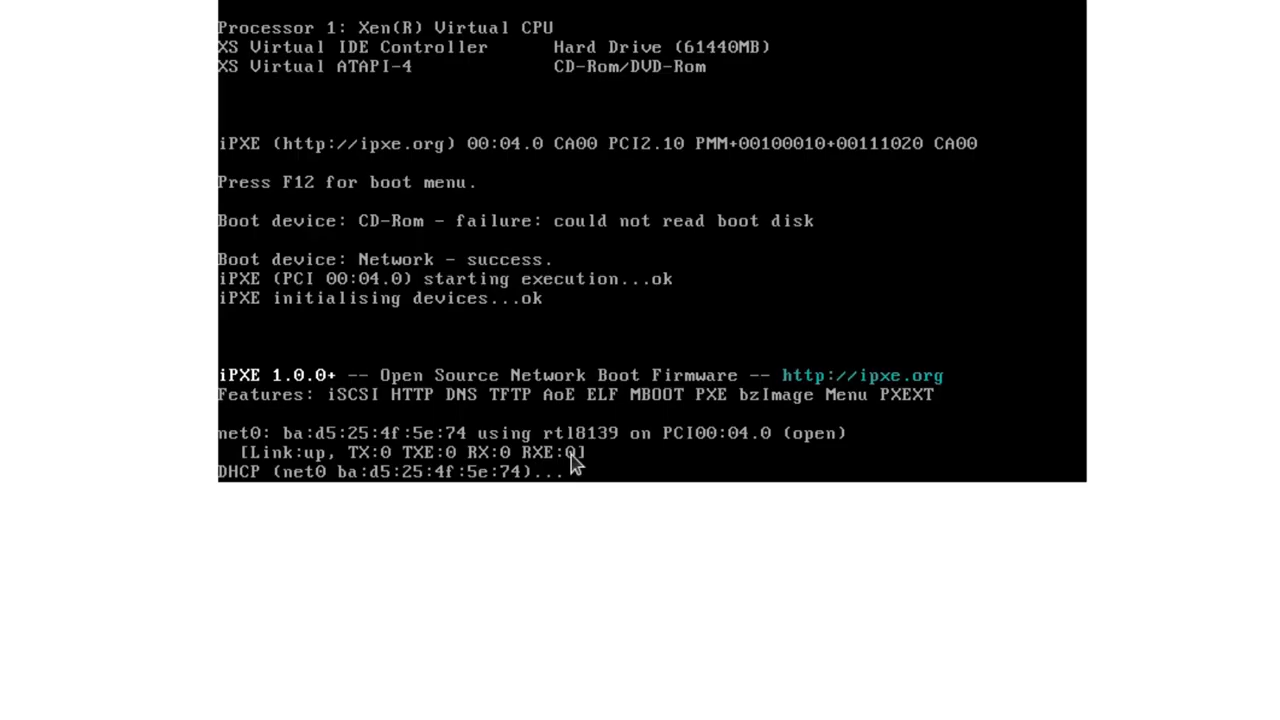 Processor 1: Xen(R) Virtual CPU
XS Virtual IDE Controller Hard Drive (61440MB)
XS Virtual ATAPI-4 CD-Rom/DVD-Rom
iPXE (http://ipxe.org) 00:04.0 CA00 PCI2.10 PMM+00100010+00111020 CA00
Press F12 for boot menu.
Boot device: CD-Rom - failure: could not read boot disk
Boot device: Network - success.
iPXE (PCI 00:04.0) starting execution...ok
iPXE initialising devices...ok
iPXE 1.0.0+ -- Open Source Network Boot Firmware -- http://ipxe.org
Features: iSCSI HTTP DNS TFTP AoE ELF MBOOT PXE bzImage Menu PXEXT
net0: ba:d5:25:4f:5e:74 using rtl8139 on PCI00:04.0 (open)
[Link:up, TX:0 TXE:0 RX:0 RXE:0]
DHCP (net0 ba:d5:25:4f:5e:74)...